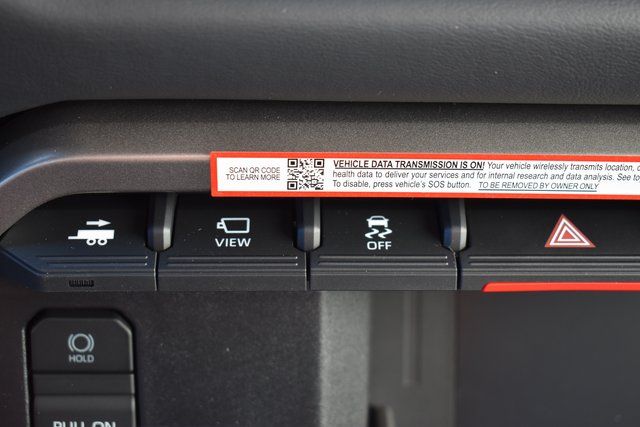 SCAN QR CODE
TO LEARN MORE
VEHICLE DATA TRANSMISSION IS ON! Your vehicle wirelessly transmits location,
health data to deliver your services and for internal research and data analysis. See
To disable, press vehicle's SOS button. TO BE REMOVED BY OWNER ONLY
VIEW
OFF
HOLD
PULL ON